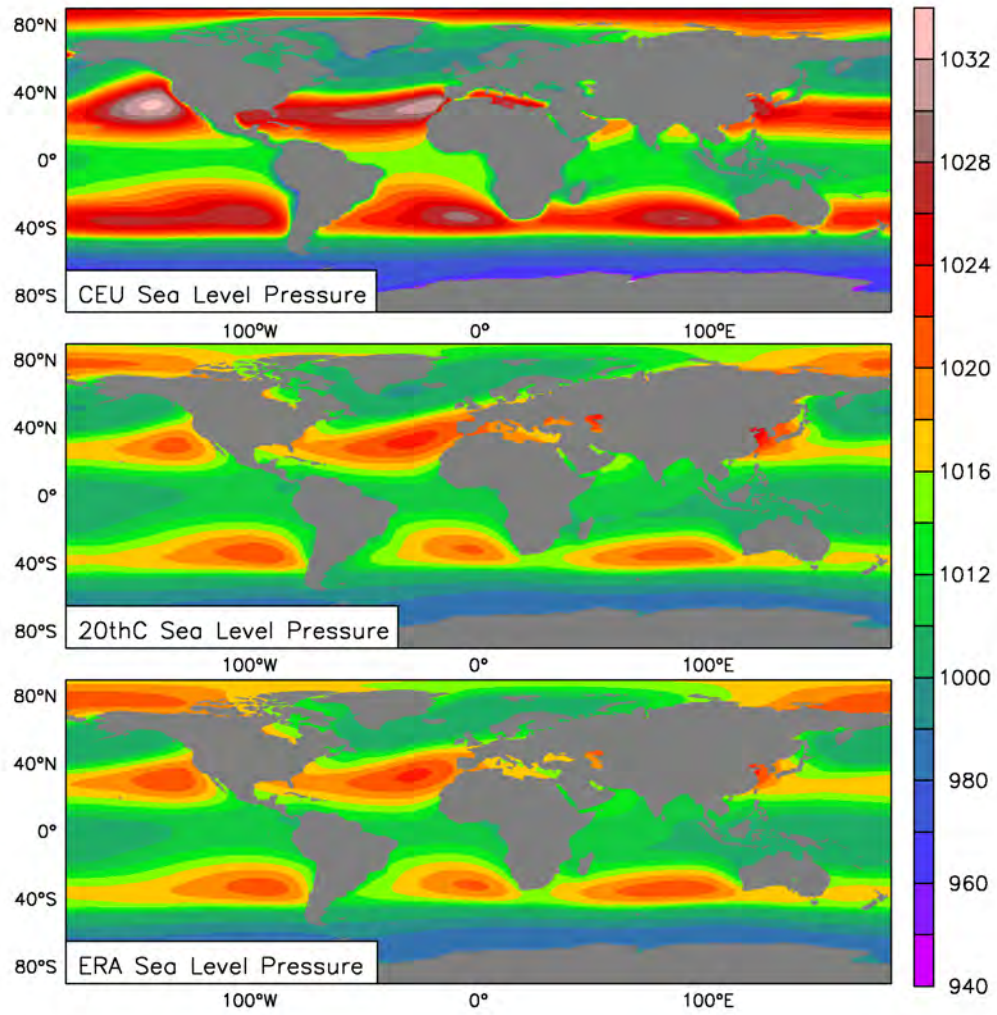 80°N
40°N
0°
40°S
80°S
CEU Sea Level Pressure
100°W 0° 100°E
80°N
40°N
0°
40°S
80°S
20thC Sea Level Pressure
100°W 0° 100°E
80°N
40°N
0°
40°S
80°S
ERA Sea Level Pressure
100°W 0° 100°E
1032
1028
1024
1020
1016
1012
1000
980
960
940